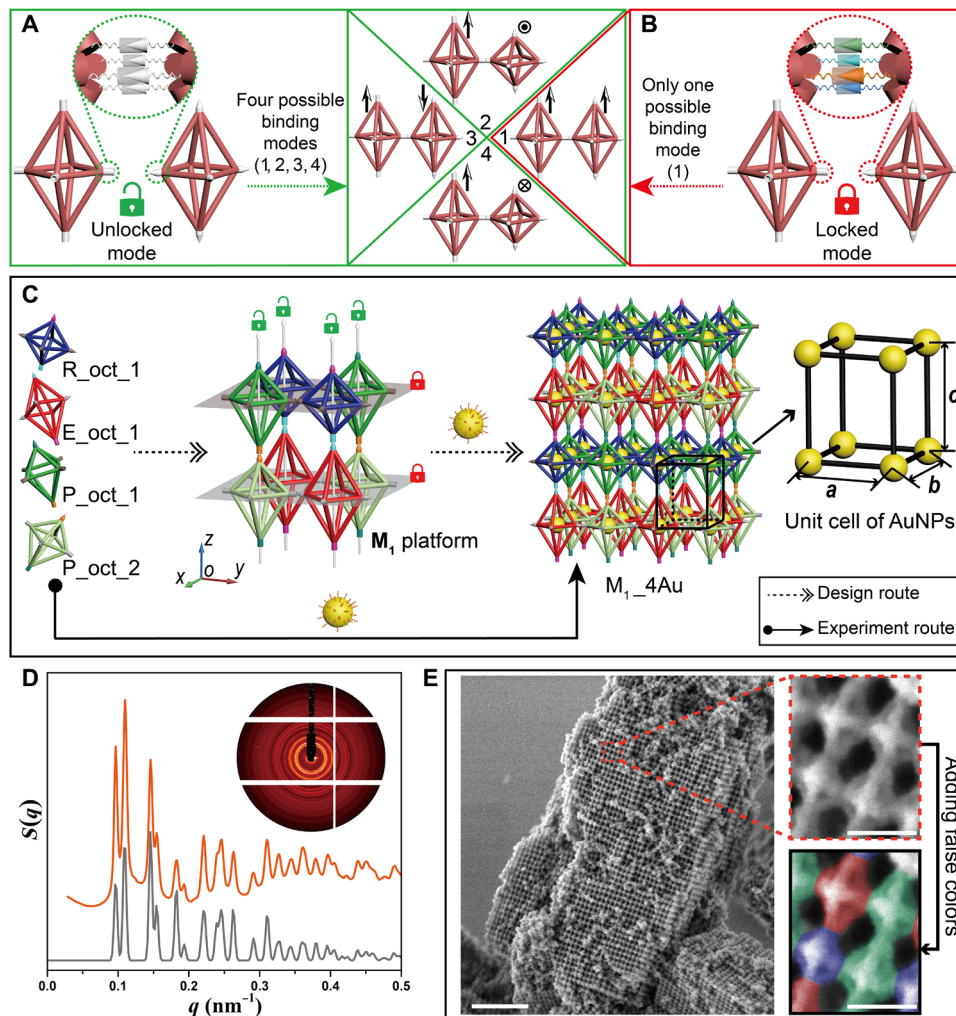 A
Four possible
binding
modes
(1, 2, 3, 4)
Unlocked
mode
2
3
1
4
B
Only one
possible
binding
mode
(1)
Locked
mode
C
R_oct_1
E_oct_1
P_oct_1
P_oct_2
M₁ platform
z
o
x
y
M₁_4Au
a
b
c
Unit cell of AuNPs
Design route
Experiment route
D
S(q)
0.0
0.1
0.2
0.3
0.4
0.5
q (nm⁻¹)
E
Adding false colors